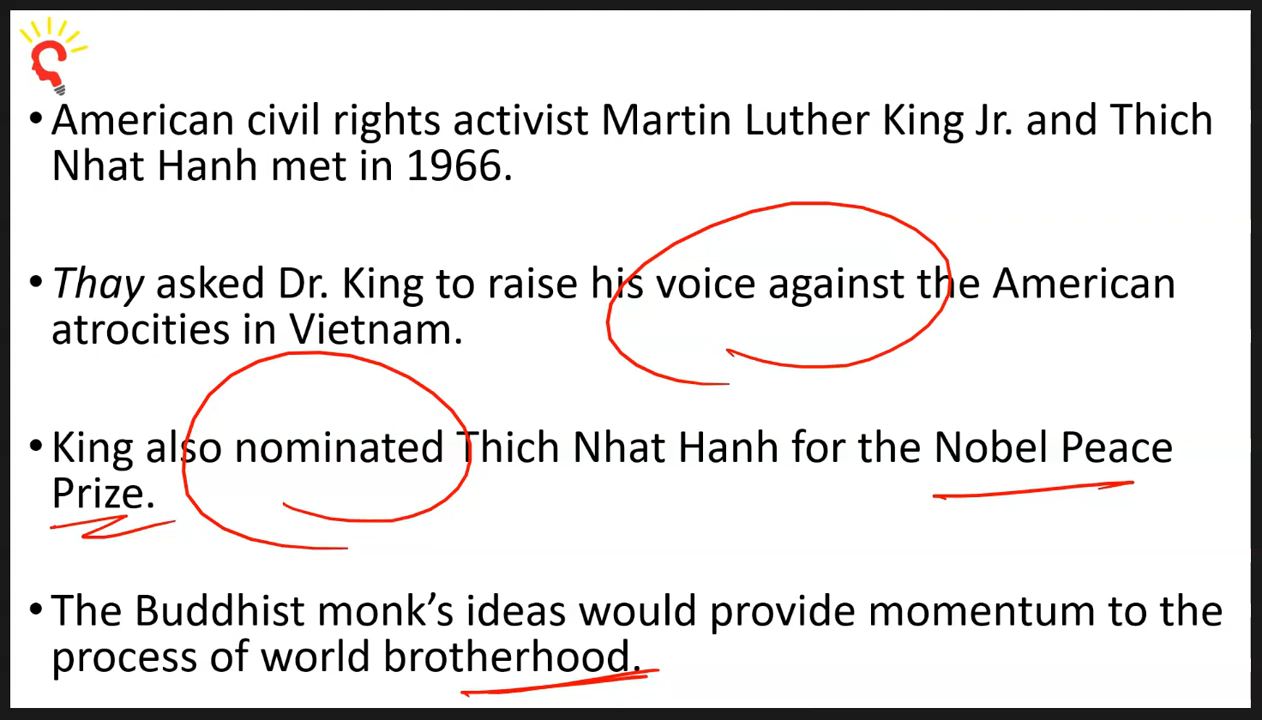 • American civil rights activist Martin Luther King Jr. and Thich
Nhat Hanh met in 1966.
• Thay asked Dr. King to raise his voice against the American
atrocities in Vietnam.
• King also nominated Thich Nhat Hanh for the Nobel Peace
Prize.
• The Buddhist monk’s ideas would provide momentum to the
process of world brotherhood.